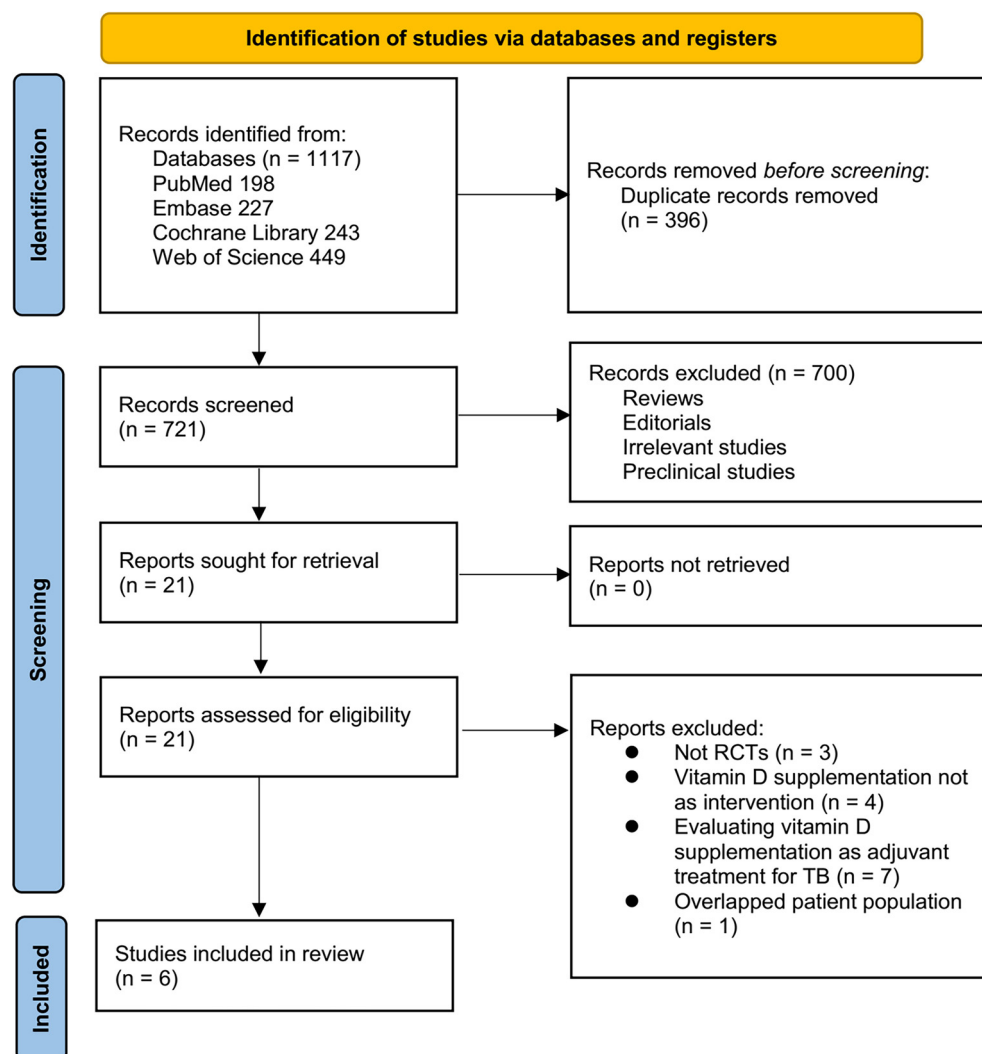 Identification of studies via databases and registers
Identification
Records identified from:
Databases (n = 1117)
PubMed 198
Embase 227
Cochrane Library 243
Web of Science 449
Records removed before screening:
Duplicate records removed
(n = 396)
Screening
Records screened
(n = 721)
Records excluded (n = 700)
Reviews
Editorials
Irrelevant studies
Preclinical studies
Reports sought for retrieval
(n = 21)
Reports not retrieved
(n = 0)
Reports assessed for eligibility
(n = 21)
Reports excluded:
● Not RCTs (n = 3)
● Vitamin D supplementation not
as intervention (n = 4)
● Evaluating vitamin D
supplementation as adjuvant
treatment for TB (n = 7)
● Overlapped patient population
(n = 1)
Included
Studies included in review
(n = 6)